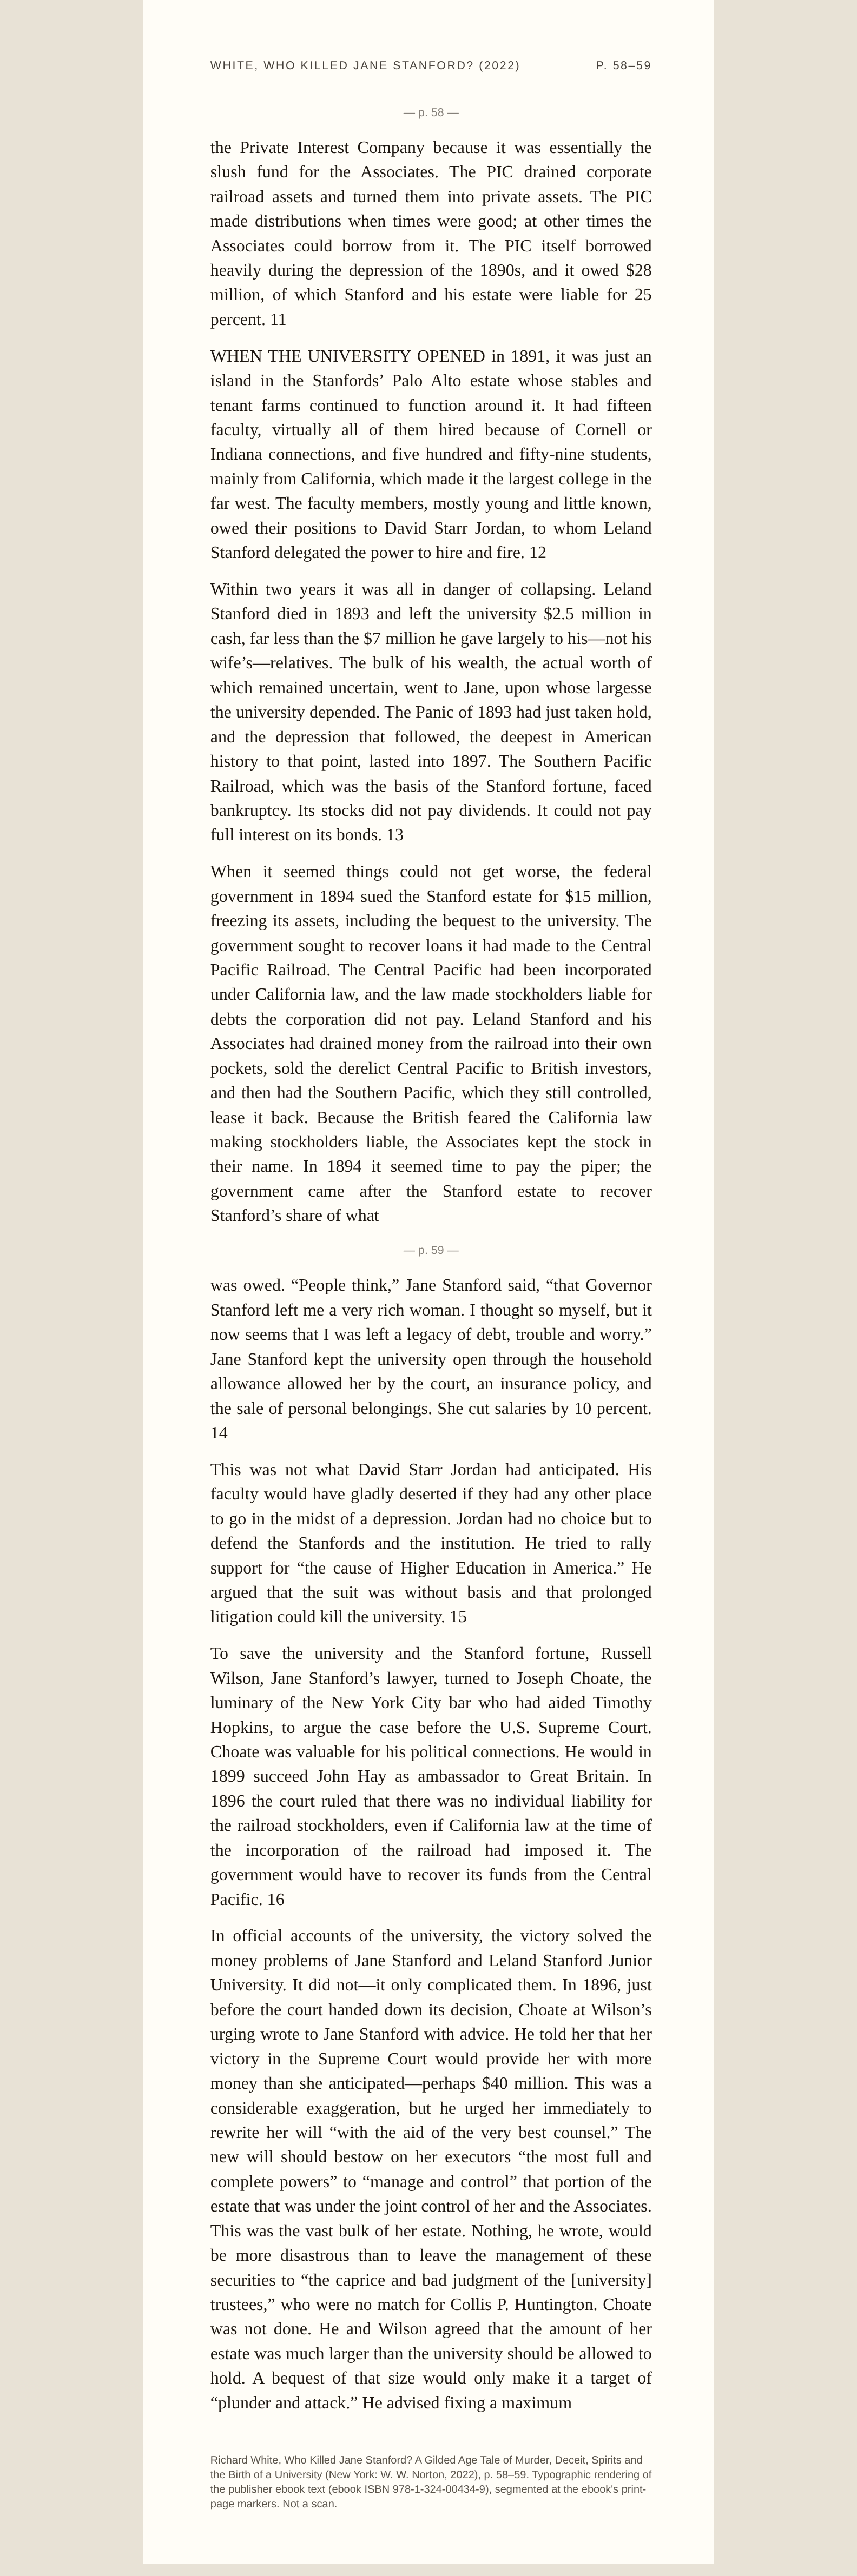 WHITE, WHO KILLED JANE STANFORD? (2022) P. 58–59
— p. 58 —
the Private Interest Company because it was essentially the
slush fund for the Associates. The PIC drained corporate
railroad assets and turned them into private assets. The PIC
made distributions when times were good; at other times the
Associates could borrow from it. The PIC itself borrowed
heavily during the depression of the 1890s, and it owed $28
million, of which Stanford and his estate were liable for 25
percent. 11
WHEN THE UNIVERSITY OPENED in 1891, it was just an
island in the Stanfords’ Palo Alto estate whose stables and
tenant farms continued to function around it. It had fifteen
faculty, virtually all of them hired because of Cornell or
Indiana connections, and five hundred and fifty-nine students,
mainly from California, which made it the largest college in the
far west. The faculty members, mostly young and little known,
owed their positions to David Starr Jordan, to whom Leland
Stanford delegated the power to hire and fire. 12
Within two years it was all in danger of collapsing. Leland
Stanford died in 1893 and left the university $2.5 million in
cash, far less than the $7 million he gave largely to his—not his
wife’s—relatives. The bulk of his wealth, the actual worth of
which remained uncertain, went to Jane, upon whose largesse
the university depended. The Panic of 1893 had just taken hold,
and the depression that followed, the deepest in American
history to that point, lasted into 1897. The Southern Pacific
Railroad, which was the basis of the Stanford fortune, faced
bankruptcy. Its stocks did not pay dividends. It could not pay
full interest on its bonds. 13
When it seemed things could not get worse, the federal
government in 1894 sued the Stanford estate for $15 million,
freezing its assets, including the bequest to the university. The
government sought to recover loans it had made to the Central
Pacific Railroad. The Central Pacific had been incorporated
under California law, and the law made stockholders liable for
debts the corporation did not pay. Leland Stanford and his
Associates had drained money from the railroad into their own
pockets, sold the derelict Central Pacific to British investors,
and then had the Southern Pacific, which they still controlled,
lease it back. Because the British feared the California law
making stockholders liable, the Associates kept the stock in
their name. In 1894 it seemed time to pay the piper; the
government came after the Stanford estate to recover
Stanford’s share of what
— p. 59 —
was owed. “People think,” Jane Stanford said, “that Governor
Stanford left me a very rich woman. I thought so myself, but it
now seems that I was left a legacy of debt, trouble and worry.”
Jane Stanford kept the university open through the household
allowance allowed her by the court, an insurance policy, and
the sale of personal belongings. She cut salaries by 10 percent.
14
This was not what David Starr Jordan had anticipated. His
faculty would have gladly deserted if they had any other place
to go in the midst of a depression. Jordan had no choice but to
defend the Stanfords and the institution. He tried to rally
support for “the cause of Higher Education in America.” He
argued that the suit was without basis and that prolonged
litigation could kill the university. 15
To save the university and the Stanford fortune, Russell
Wilson, Jane Stanford’s lawyer, turned to Joseph Choate, the
luminary of the New York City bar who had aided Timothy
Hopkins, to argue the case before the U.S. Supreme Court.
Choate was valuable for his political connections. He would in
1899 succeed John Hay as ambassador to Great Britain. In
1896 the court ruled that there was no individual liability for
the railroad stockholders, even if California law at the time of
the incorporation of the railroad had imposed it. The
government would have to recover its funds from the Central
Pacific. 16
In official accounts of the university, the victory solved the
money problems of Jane Stanford and Leland Stanford Junior
University. It did not—it only complicated them. In 1896, just
before the court handed down its decision, Choate at Wilson’s
urging wrote to Jane Stanford with advice. He told her that her
victory in the Supreme Court would provide her with more
money than she anticipated—perhaps $40 million. This was a
considerable exaggeration, but he urged her immediately to
rewrite her will “with the aid of the very best counsel.” The
new will should bestow on her executors “the most full and
complete powers” to “manage and control” that portion of the
estate that was under the joint control of her and the Associates.
This was the vast bulk of her estate. Nothing, he wrote, would
be more disastrous than to leave the management of these
securities to “the caprice and bad judgment of the [university]
trustees,” who were no match for Collis P. Huntington. Choate
was not done. He and Wilson agreed that the amount of her
estate was much larger than the university should be allowed to
hold. A bequest of that size would only make it a target of
“plunder and attack.” He advised fixing a maximum
Richard White, Who Killed Jane Stanford? A Gilded Age Tale of Murder, Deceit, Spirits and
the Birth of a University (New York: W. W. Norton, 2022), p. 58–59. Typographic rendering of
the publisher ebook text (ebook ISBN 978-1-324-00434-9), segmented at the ebook's print-
page markers. Not a scan.